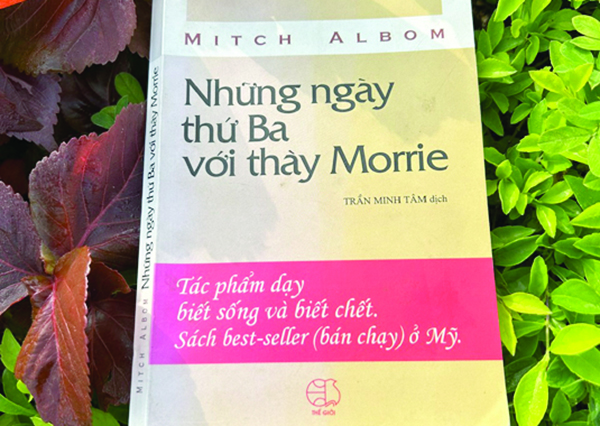 MITCH ALBOM
Những ngày
thứ Ba
với thày Morrie
TRẦN MINH TÂM dịch
Tác phẩm dạy
biết sống và biết chết.
Sách best-seller (bán chạy) ở Mỹ.
THẾ GIỚI
MITCH ALBOM Những ngày thứ Ba với thày Morrie